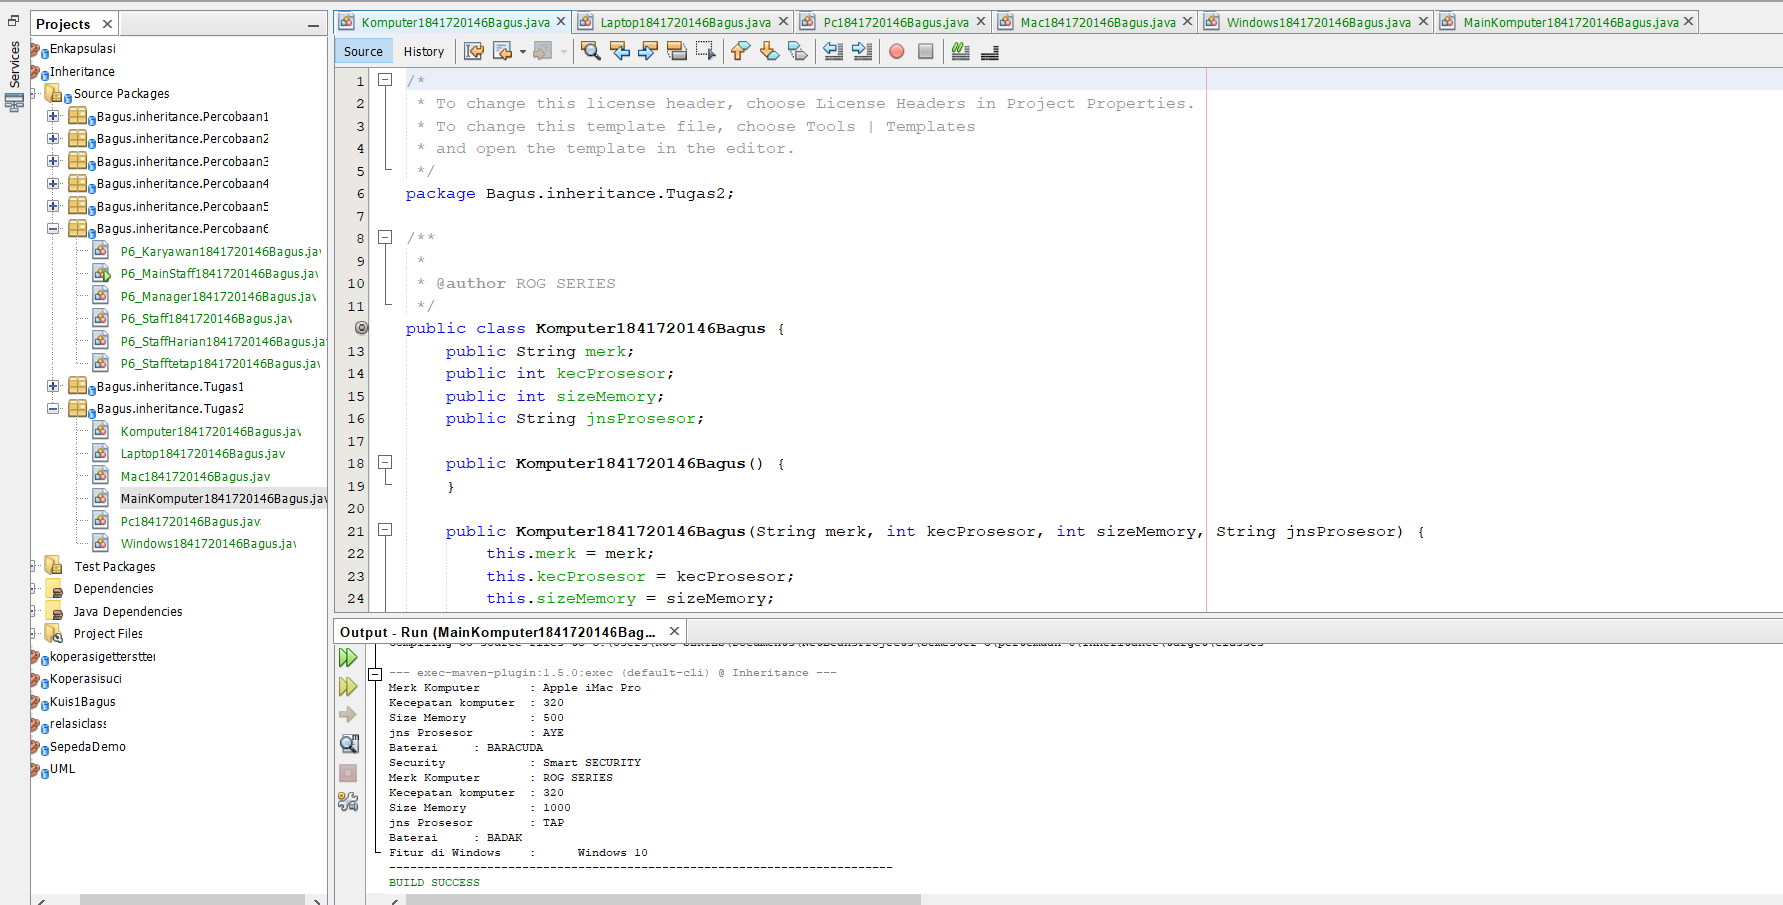 Services
Projects
Enkapsulasi
Inheritance
Source Packages
Bagus.inheritance.Percobaan1
Bagus.inheritance.Percobaan2
Bagus.inheritance.Percobaan3
Bagus.inheritance.Percobaan4
Bagus.inheritance.Percobaan5
Bagus.inheritance.Percobaan6
P6_Karyawan1841720146Bagus.jav
P6_MainStaff1841720146Bagus.jav
P6_Manager1841720146Bagus.jav
P6_Staff1841720146Bagus.jav
P6_StaffHarian1841720146Bagus.ja
P6_Stafftetap1841720146Bagus.jav
Bagus.inheritance.Tugas1
Bagus.inheritance.Tugas2
Komputer1841720146Bagus.jav
Laptop1841720146Bagus.jav
Mac1841720146Bagus.jav
MainKomputer1841720146Bagus.jav
Pc1841720146Bagus.jav
Windows1841720146Bagus.jav
Test Packages
Dependencies
Java Dependencies
Project Files
koperasigettersttei
Koperasisuci
Kuis1Bagus
relasiclass
SepedaDemo
UML
Komputer1841720146Bagus.java Laptop1841720146Bagus.java Pc1841720146Bagus.java Mac1841720146Bagus.java Windows1841720146Bagus.java MainKomputer1841720146Bagus.java
Source History
1 /*
2 * To change this license header, choose License Headers in Project Properties.
3 * To change this template file, choose Tools | Templates
4 * and open the template in the editor.
5 */
6 package Bagus.inheritance.Tugas2;
7
8 /**
9 *
10 * @author ROG SERIES
11 */
public class Komputer1841720146Bagus {
13 public String merk;
14 public int kecProsesor;
15 public int sizeMemory;
16 public String jnsProsesor;
17
18 public Komputer1841720146Bagus() {
19 }
20
21 public Komputer1841720146Bagus(String merk, int kecProsesor, int sizeMemory, String jnsProsesor) {
22 this.merk = merk;
23 this.kecProsesor = kecProsesor;
24 this.sizeMemory = sizeMemory;
Output - Run (MainKomputer1841720146Bag...
--- exec-maven-plugin:1.5.0:exec (default-cli) @ Inheritance ---
Merk Komputer : Apple iMac Pro
Kecepatan komputer : 320
Size Memory : 500
jns Prosesor : AYE
Baterai : BARACUDA
Security : Smart SECURITY
Merk Komputer : ROG SERIES
Kecepatan komputer : 320
Size Memory : 1000
jns Prosesor : TAP
Baterai : BADAK
Fitur di Windows : Windows 10
------------------------------------------------------------------------
BUILD SUCCESS